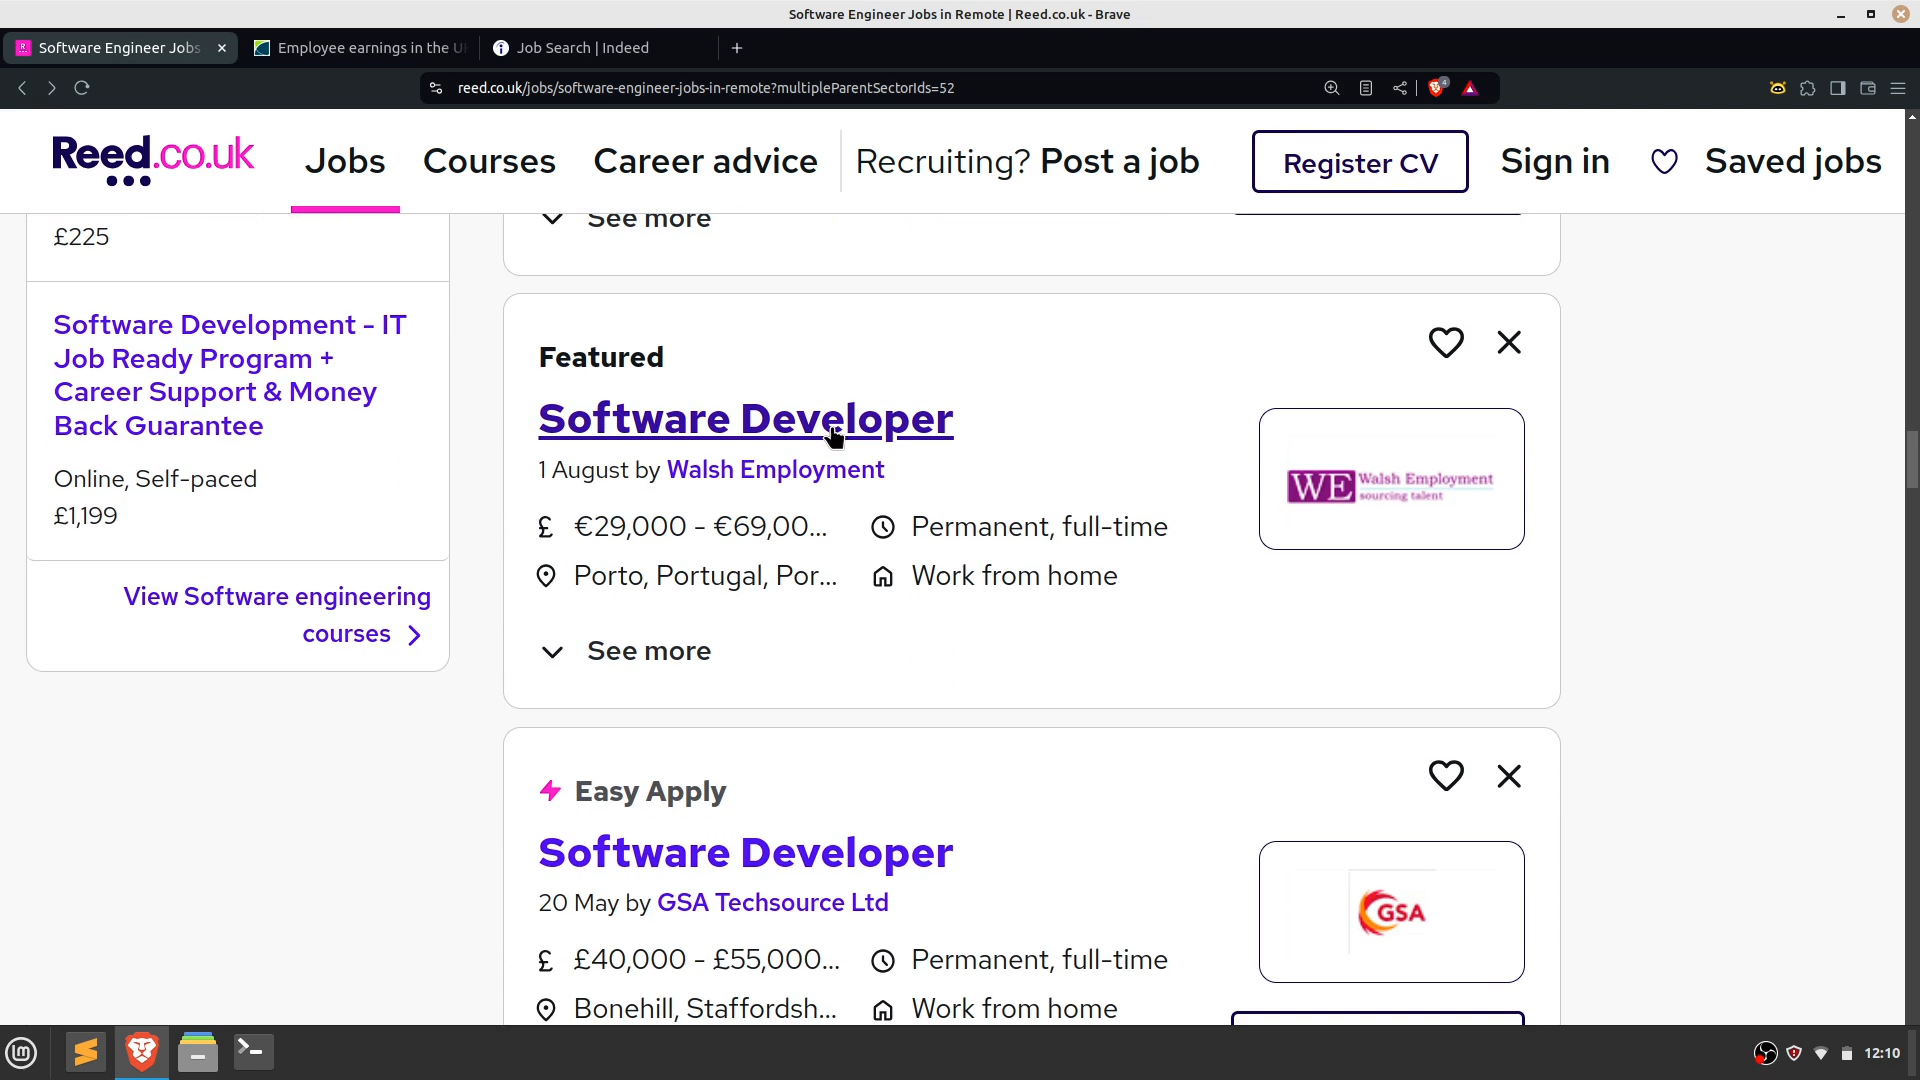 Software Engineer Jobs in Remote | Reed.co.uk - Brave
Software Engineer Jobs
Employee earnings in the U
Job Search | Indeed
reed.co.uk/jobs/software-engineer-jobs-in-remote?multipleParentSectorIds=52
4
Reed.co.uk
Jobs
Courses
Career advice
Recruiting? Post a job
Register CV
Sign in
Saved jobs
£225
Software Development - IT
Job Ready Program +
Career Support & Money
Back Guarantee
Online, Self-paced
£1,199
View Software engineering
courses
See more
Featured
Software Developer
1 August by Walsh Employment
£ €29,000 - €69,00...
Permanent, full-time
Porto, Portugal, Por...
Work from home
See more
WE Walsh Employment
sourcing talent
Easy Apply
Software Developer
20 May by GSA Techsource Ltd
£ £40,000 - £55,000...
Permanent, full-time
Bonehill, Staffordsh...
Work from home
GSA
12:10